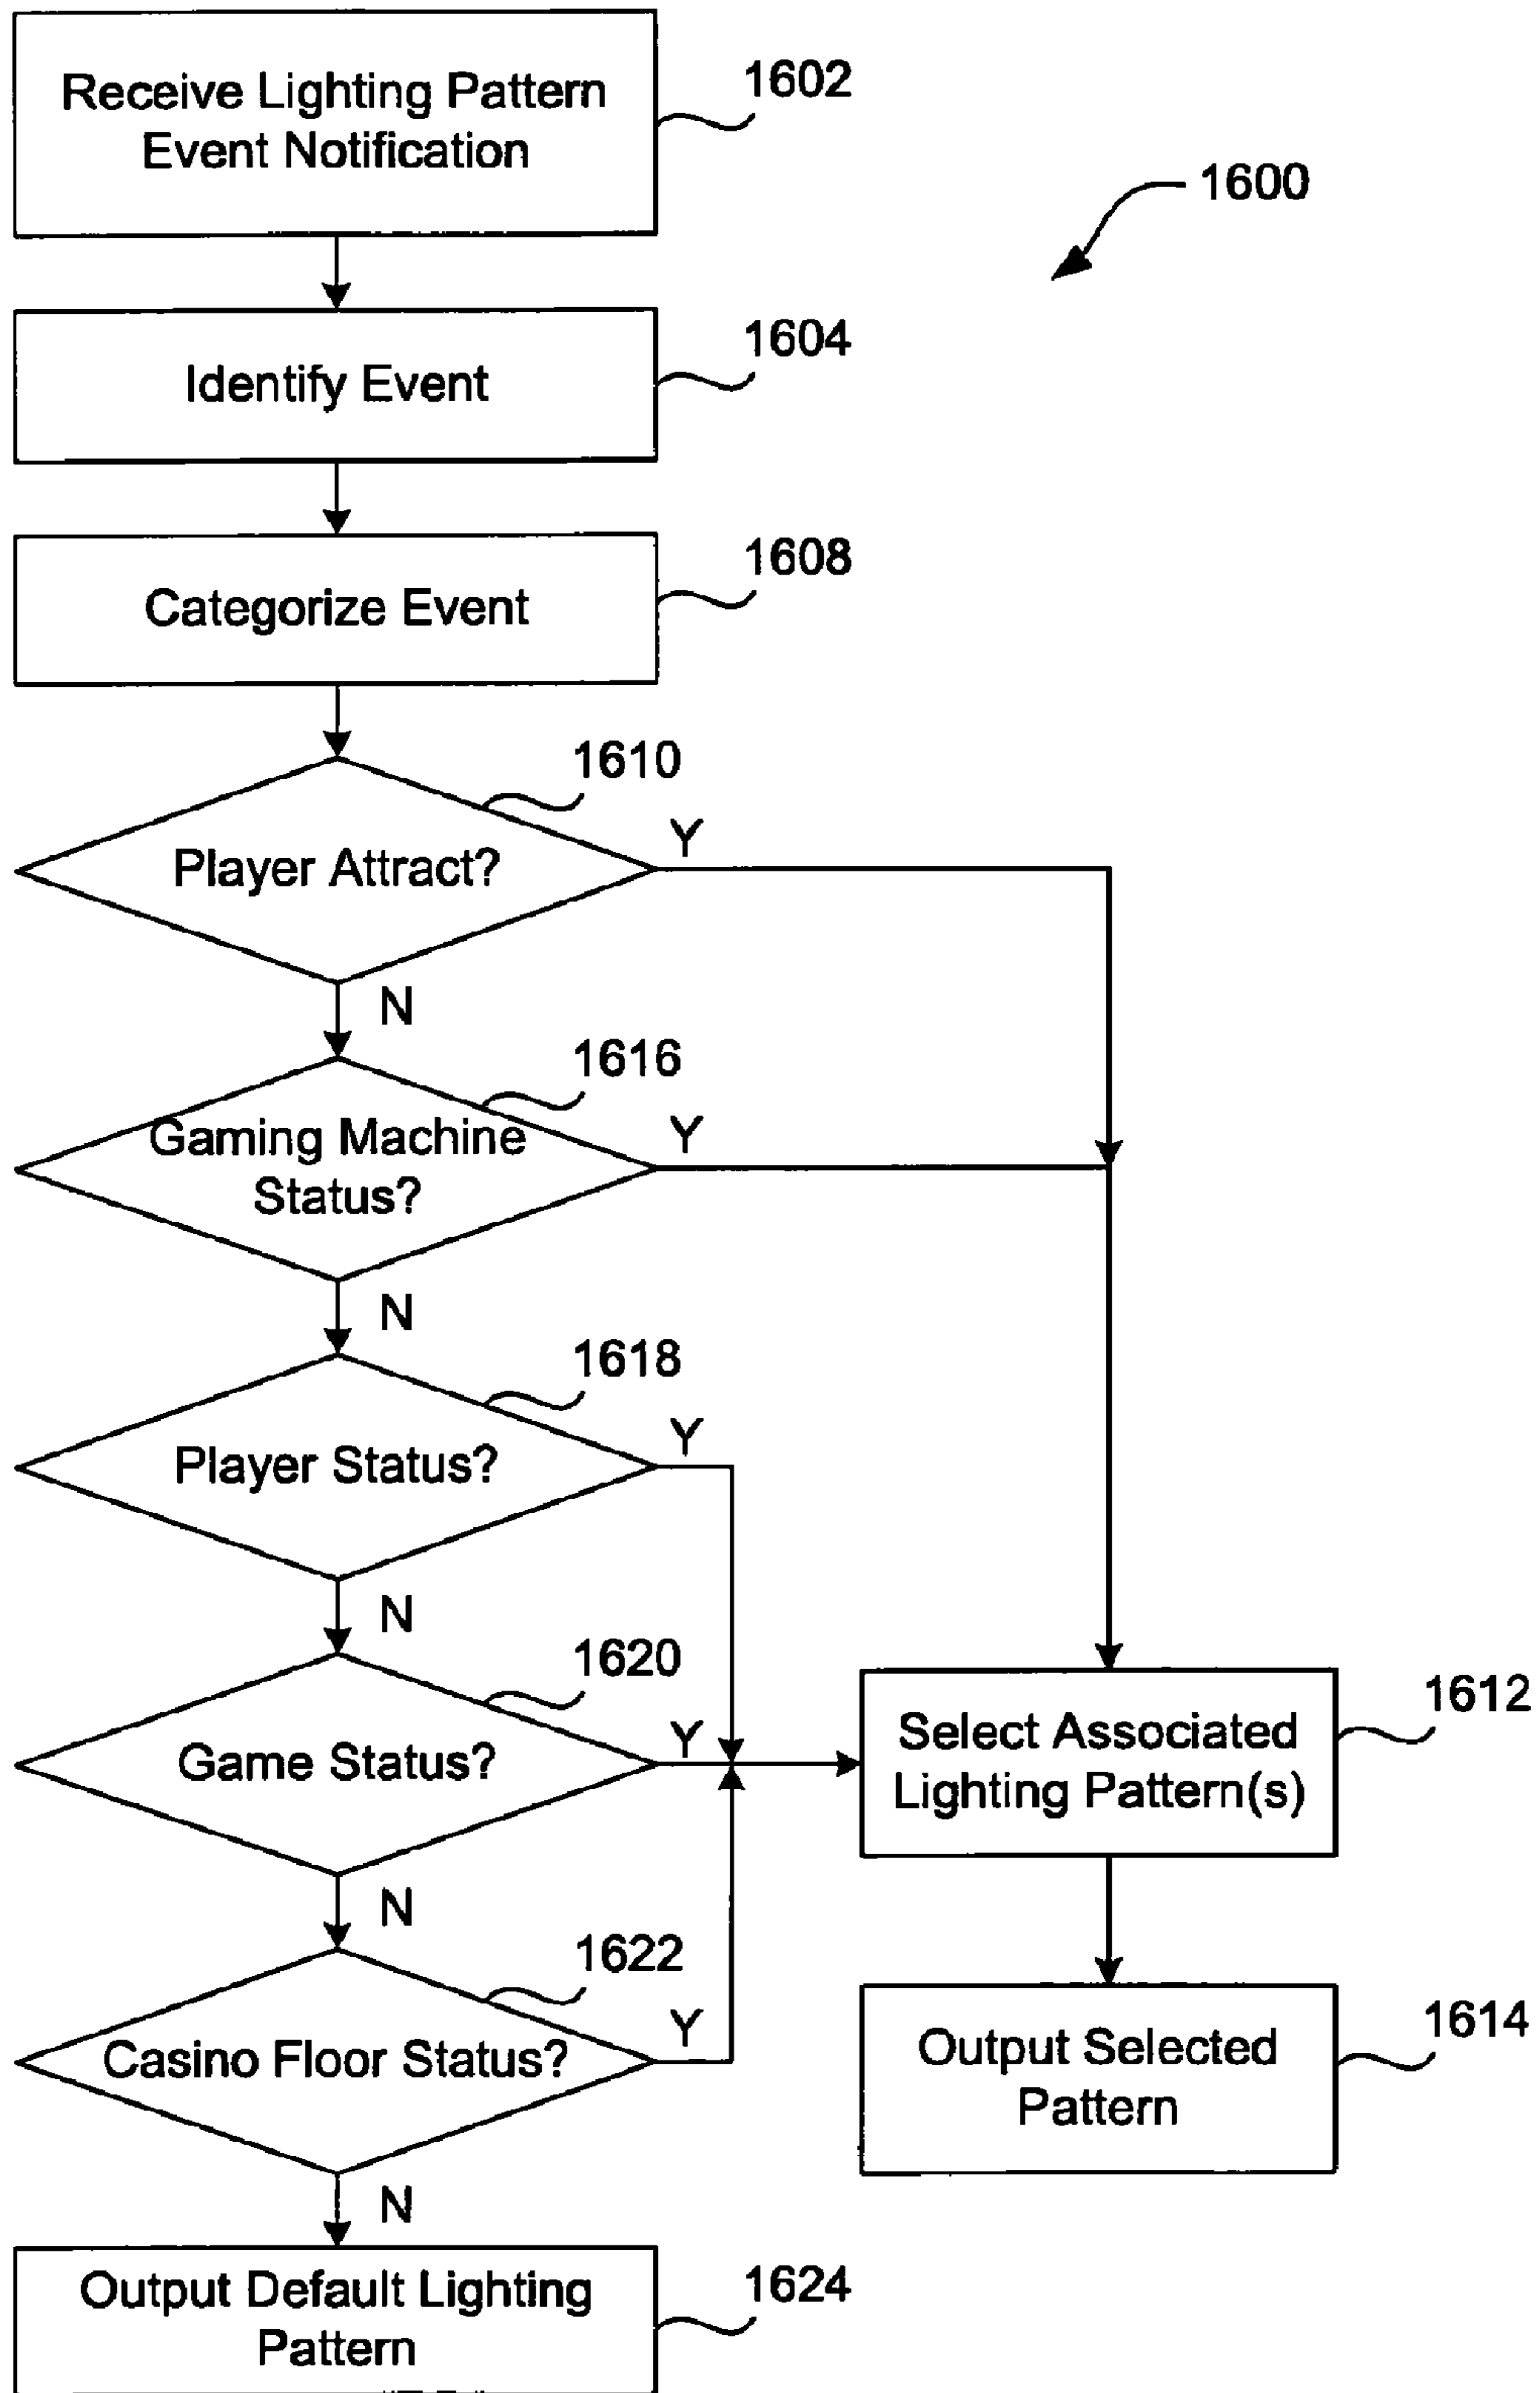 Receive Lighting Pattern
Event Notification
1602
1600
Identify Event
1604
Categorize Event
1608
Player Attract?
1610
Y
N
Gaming Machine
Status?
1616
Y
N
Player Status?
1618
Y
N
Game Status?
1620
Y
N
Select Associated
Lighting Pattern(s)
1612
Casino Floor Status?
1622
Y
N
Output Selected
Pattern
1614
Output Default Lighting
Pattern
1624